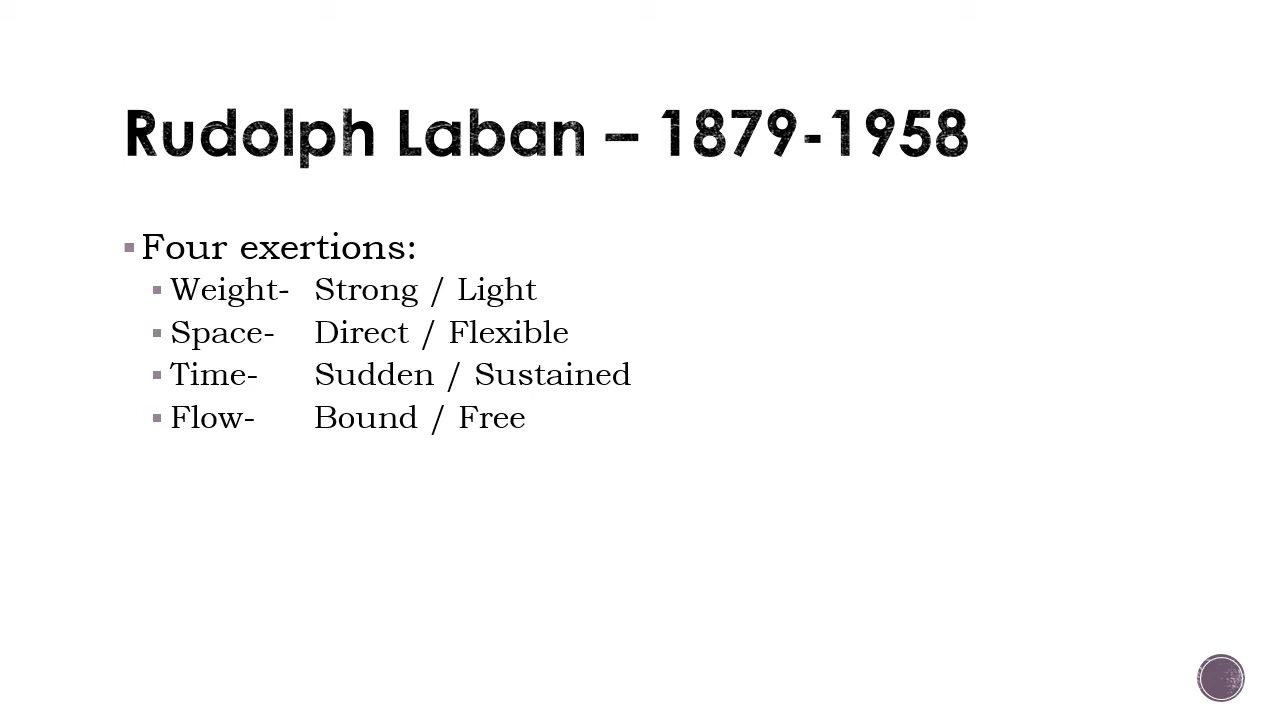 Rudolph Laban – 1879-1958
Four exertions:
Weight- Strong / Light
Space- Direct / Flexible
Time- Sudden / Sustained
Flow- Bound / Free